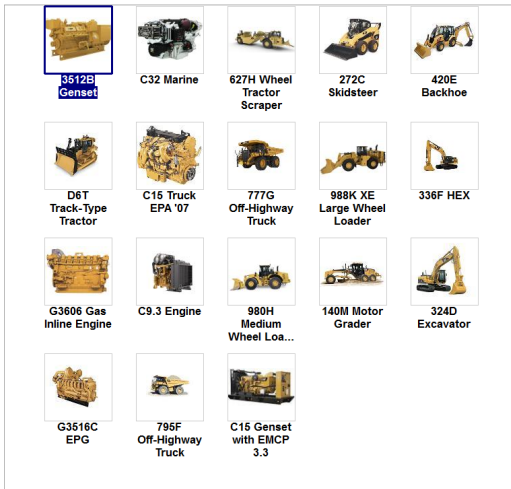 3512B
Genset
C32 Marine
627H Wheel
Tractor
Scraper
272C
Skidsteer
420E
Backhoe
D6T
Track-Type
Tractor
C15 Truck
EPA '07
777G
Off-Highway
Truck
988K XE
Large Wheel
Loader
336F HEX
G3606 Gas
Inline Engine
C9.3 Engine
980H
Medium
Wheel Loa...
140M Motor
Grader
324D
Excavator
G3516C
EPG
795F
Off-Highway
Truck
C15 Genset
with EMCP
3.3